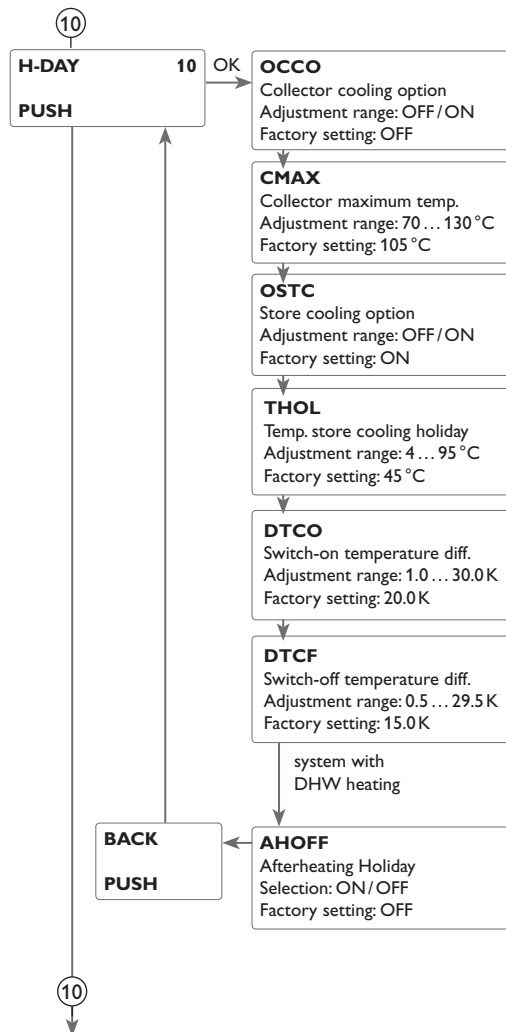 10
H-DAY 10
PUSH
OK
OCCO
Collector cooling option
Adjustment range: OFF/ON
Factory setting: OFF
CMAX
Collector maximum temp.
Adjustment range: 70 ... 130 °C
Factory setting: 105 °C
OSTC
Store cooling option
Adjustment range: OFF/ON
Factory setting: ON
THOL
Temp. store cooling holiday
Adjustment range: 4 ... 95 °C
Factory setting: 45 °C
DTCO
Switch-on temperature diff.
Adjustment range: 1.0 ... 30.0 K
Factory setting: 20.0 K
DTCF
Switch-off temperature diff.
Adjustment range: 0.5 ... 29.5 K
Factory setting: 15.0 K
system with
DHW heating
BACK
PUSH
AHOFF
Afterheating Holiday
Selection: ON/OFF
Factory setting: OFF
10